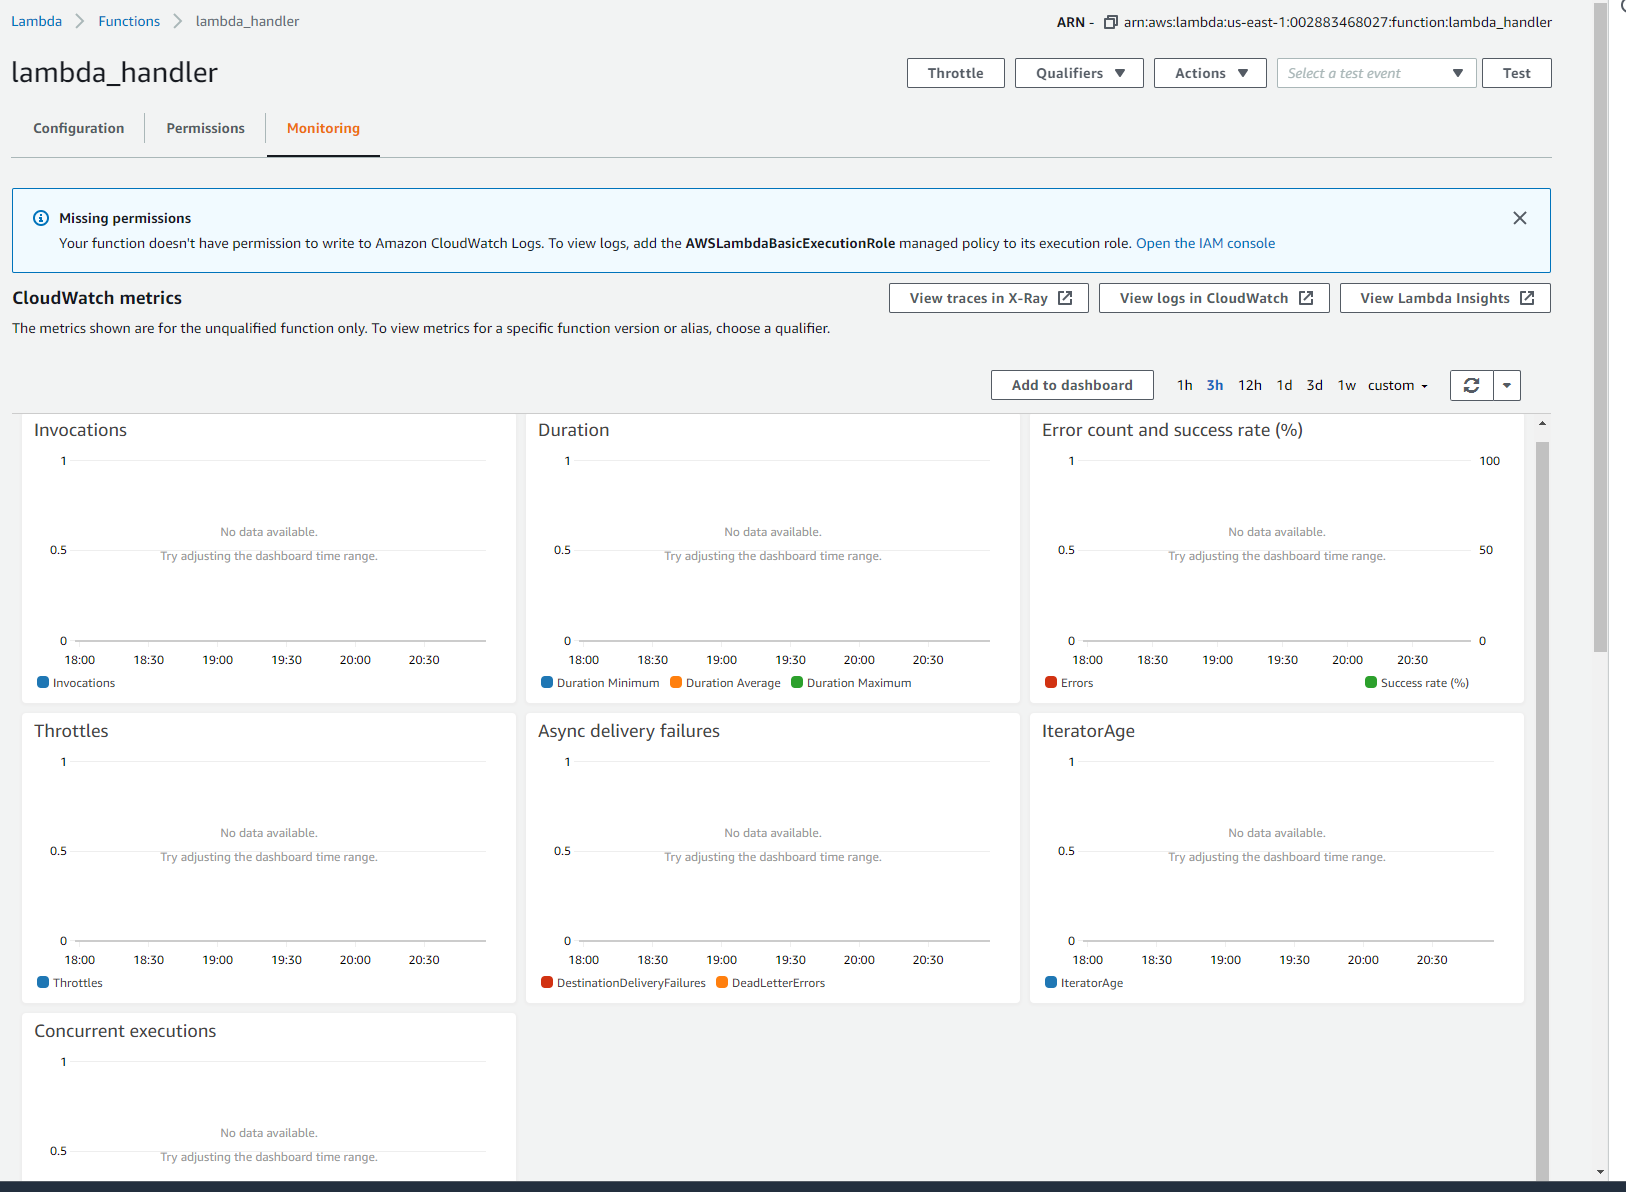 Lambda > Functions > lambda_handler
ARN - arn:aws:lambda:us-east-1:002883468027:function:lambda_handler
lambda_handler
Throttle Qualifiers Actions Select a test event Test
Configuration Permissions Monitoring
Missing permissions
Your function doesn't have permission to write to Amazon CloudWatch Logs. To view logs, add the AWSLambdaBasicExecutionRole managed policy to its execution role. Open the IAM console
CloudWatch metrics
View traces in X-Ray View logs in CloudWatch View Lambda Insights
The metrics shown are for the unqualified function only. To view metrics for a specific function version or alias, choose a qualifier.
Add to dashboard 1h 3h 12h 1d 3d 1w custom
Invocations
1
No data available.
0.5
Try adjusting the dashboard time range.
0
18:00 18:30 19:00 19:30 20:00 20:30
Invocations
Duration
1
No data available.
0.5
Try adjusting the dashboard time range.
0
18:00 18:30 19:00 19:30 20:00 20:30
Duration Minimum Duration Average Duration Maximum
Error count and success rate (%)
1 100
No data available.
0.5 50
Try adjusting the dashboard time range.
0 0
18:00 18:30 19:00 19:30 20:00 20:30
Errors Success rate (%)
Throttles
1
No data available.
0.5
Try adjusting the dashboard time range.
0
18:00 18:30 19:00 19:30 20:00 20:30
Throttles
Async delivery failures
1
No data available.
0.5
Try adjusting the dashboard time range.
0
18:00 18:30 19:00 19:30 20:00 20:30
DestinationDeliveryFailures DeadLetterErrors
IteratorAge
1
No data available.
0.5
Try adjusting the dashboard time range.
0
18:00 18:30 19:00 19:30 20:00 20:30
IteratorAge
Concurrent executions
1
No data available.
0.5
Try adjusting the dashboard time range.